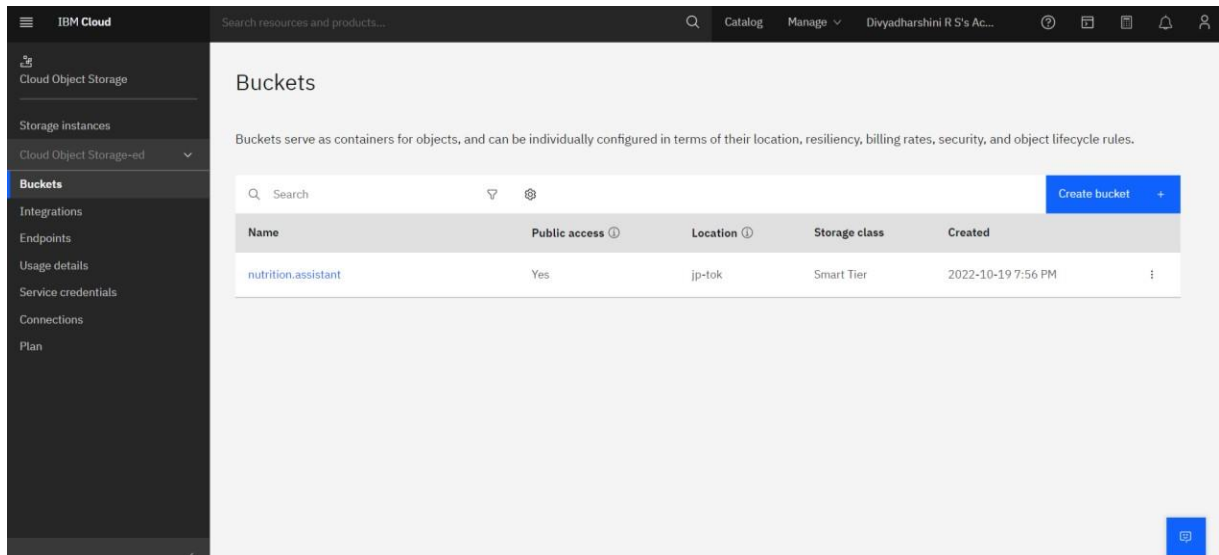 IBM Cloud
Search resources and products...
Catalog
Manage
Divyadharshini R S's Ac...
Cloud Object Storage
Storage instances
Cloud Object Storage-ed
Buckets
Integrations
Endpoints
Usage details
Service credentials
Connections
Plan
Buckets
Buckets serve as containers for objects, and can be individually configured in terms of their location, resiliency, billing rates, security, and object lifecycle rules.
Search
Create bucket +
Name Public access Location Storage class Created
nutrition.assistant Yes jp-tok Smart Tier 2022-10-19 7:56 PM